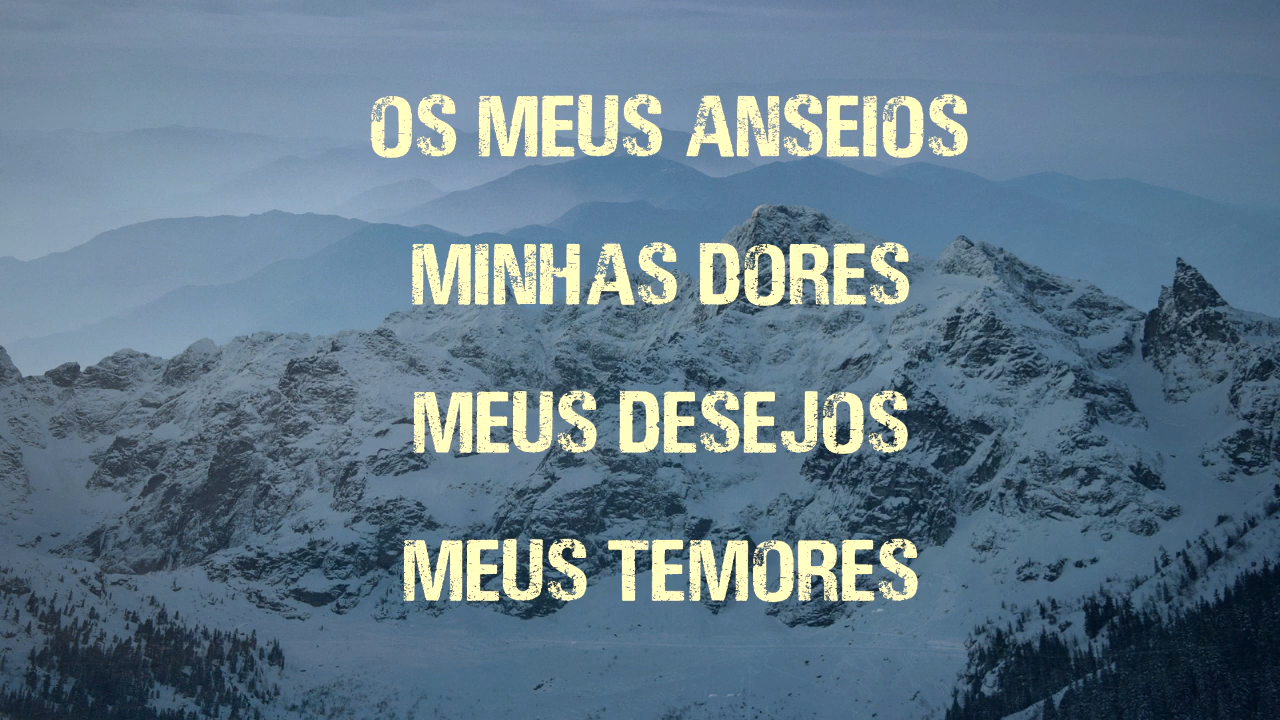 OS MEUS ANSEIOS
MINHAS DORES
MEUS DESEJOS
MEUS TEMORES